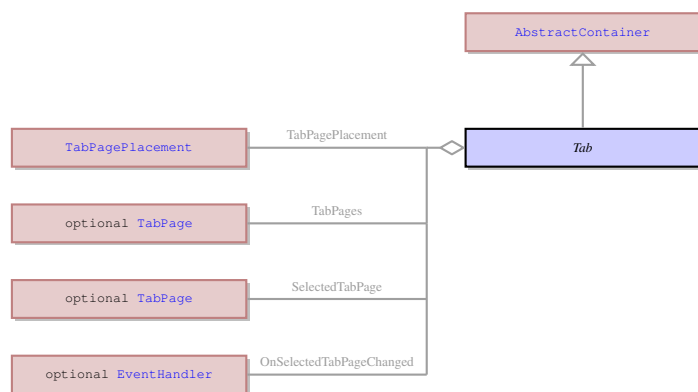 AbstractContainer
TabPagePlacement
TabPagePlacement
Tab
optional TabPage
TabPages
optional TabPage
SelectedTabPage
optional EventHandler
OnSelectedTabPageChanged